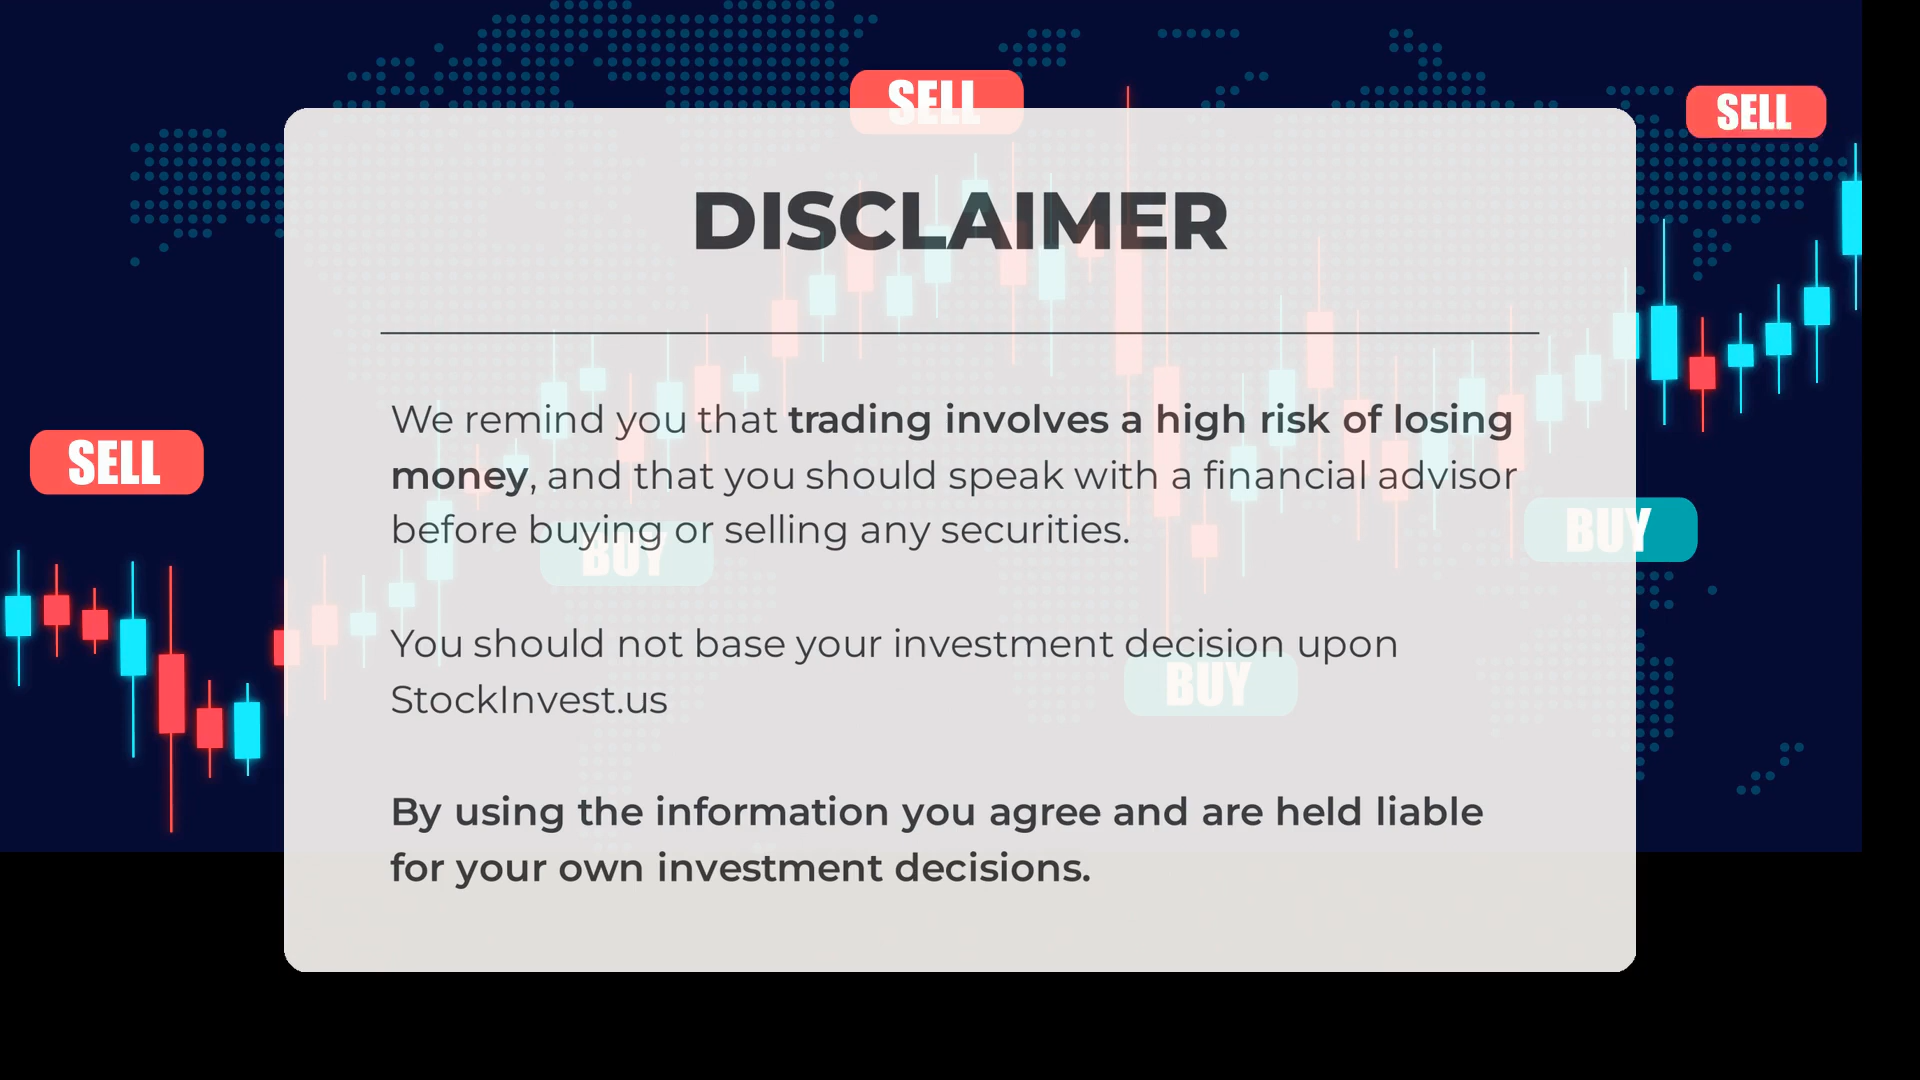 SELL
SELL
DISCLAIMER
We remind you that trading involves a high risk of losing
money, and that you should speak with a financial advisor
before buying or selling any securities.
SELL
BUY
BUY
You should not base your investment decision upon
StockInvest.us
BUY
By using the information you agree and are held liable
for your own investment decisions.